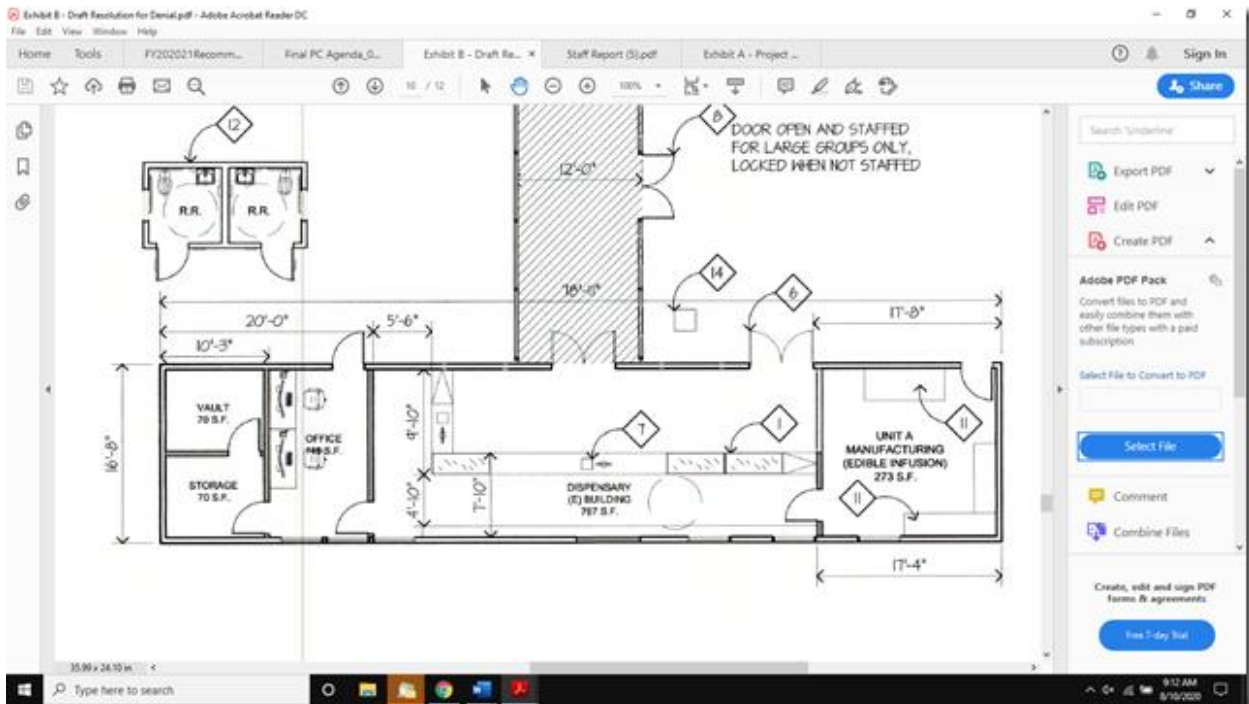 Exhibit B - Draft Resolution for Denial.pdf - Adobe Acrobat Reader DC
File Edit View Window Help
Home Tools FY202021Recomm... Final PC Agenda_0... Exhibit B - Draft Re... × Staff Report (5).pdf Exhibit A - Project ... Sign In
10 / 12 100% Share
12
8
DOOR OPEN AND STAFFED
FOR LARGE GROUPS ONLY,
LOCKED WHEN NOT STAFFED
12'-0"
R.R. R.R.
14
6
20'-0" 5'-6" 17'-8"
10'-3"
VAULT
70 S.F.
OFFICE
STORAGE
70 S.F.
16'-8"
9'-10"
4'-10"
7'-10"
7
1
11
DISPENSARY
(E) BUILDING
787 S.F.
UNIT A
MANUFACTURING
(EDIBLE INFUSION)
273 S.F.
11
17'-4"
35.99 x 24.10 in
Search 'Underline'
Export PDF
Edit PDF
Create PDF
Adobe PDF Pack
Convert files to PDF and
easily combine them with
other file types with a paid
subscription
Select File to Convert to PDF
Select File
Comment
Combine Files
Create, edit and sign PDF
forms & agreements
Free 7-day Trial
Type here to search
9:12 AM
8/10/2020